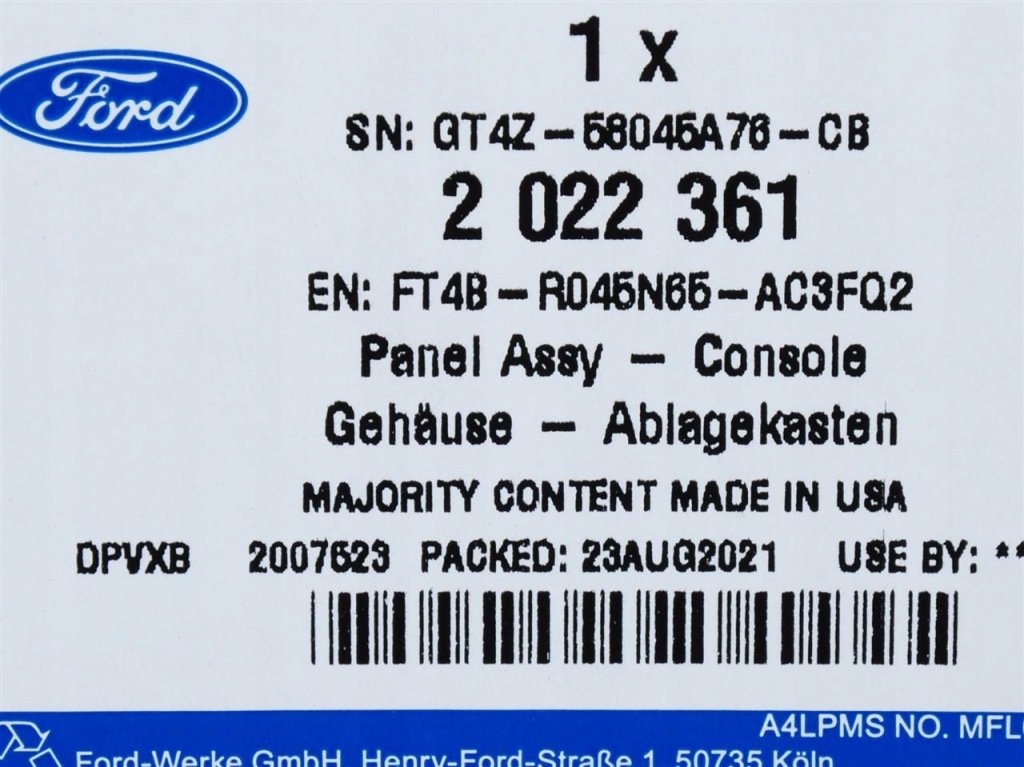 Ford
1 x
SN: GT4Z-58045A76-CB
2 022 361
EN: FT4B-R045N65-AC3FQ2
Panel Assy - Console
Gehäuse - Ablagekasten
MAJORITY CONTENT MADE IN USA
DPVXB 2007623 PACKED: 23AUG2021 USE BY: **
A4LPMS NO. MFL
Ford-Werke GmbH, Henry-Ford-Straße 1, 50735 Köln